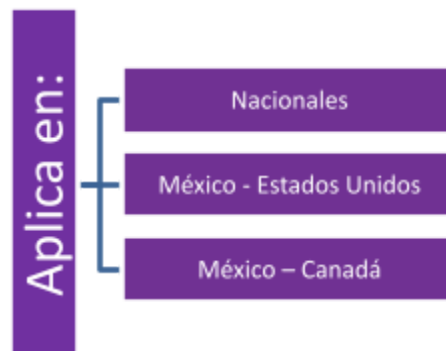 Aplica en:
Nacionales
México - Estados Unidos
México – Canadá